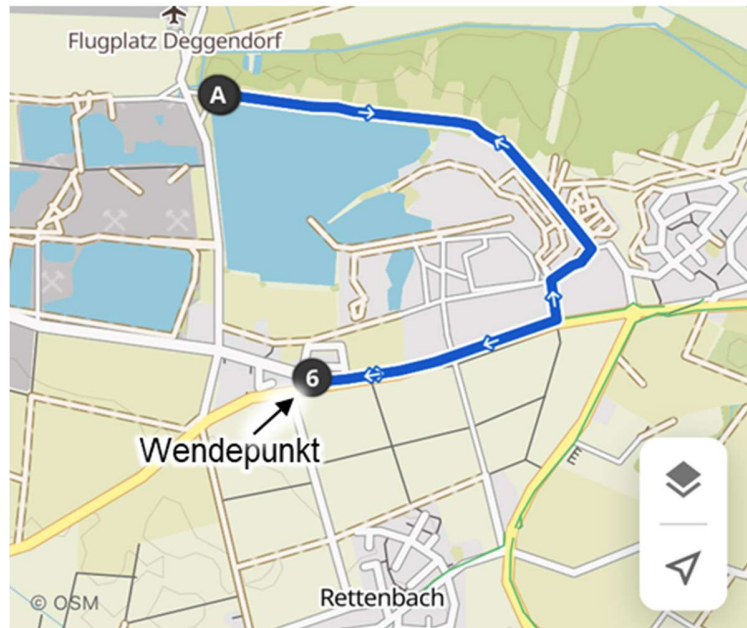 Flugplatz Deggendorf
A
6
Wendepunkt
Rettenbach
© OSM